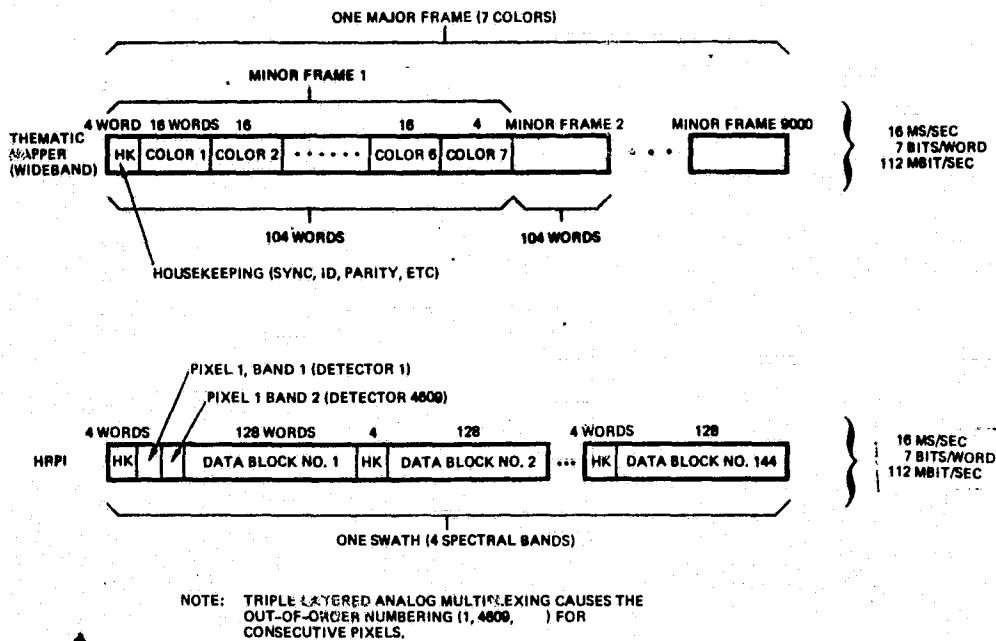 ONE MAJOR FRAME (7 COLORS)
MINOR FRAME 1
4 WORD 16 WORDS 16 16 4 MINOR FRAME 2 MINOR FRAME 9000
THEMATIC MAPPER (WIDEBAND)
HK COLOR 1 COLOR 2 ...... COLOR 6 COLOR 7 ...
16 MS/SEC
7 BITS/WORD
112 MBIT/SEC
104 WORDS 104 WORDS
HOUSEKEEPING (SYNC, ID, PARITY, ETC)
PIXEL 1, BAND 1 (DETECTOR 1)
PIXEL 1 BAND 2 (DETECTOR 4609)
4 WORDS 128 WORDS 4 128 4 WORDS 128
HRPI HK DATA BLOCK NO. 1 HK DATA BLOCK NO. 2 ... HK DATA BLOCK NO. 144
16 MS/SEC
7 BITS/WORD
112 MBIT/SEC
ONE SWATH (4 SPECTRAL BANDS)
NOTE: TRIPLE LAYERED ANALOG MULTIPLEXING CAUSES THE
OUT-OF-ORDER NUMBERING (1, 4609, ) FOR
CONSECUTIVE PIXELS.